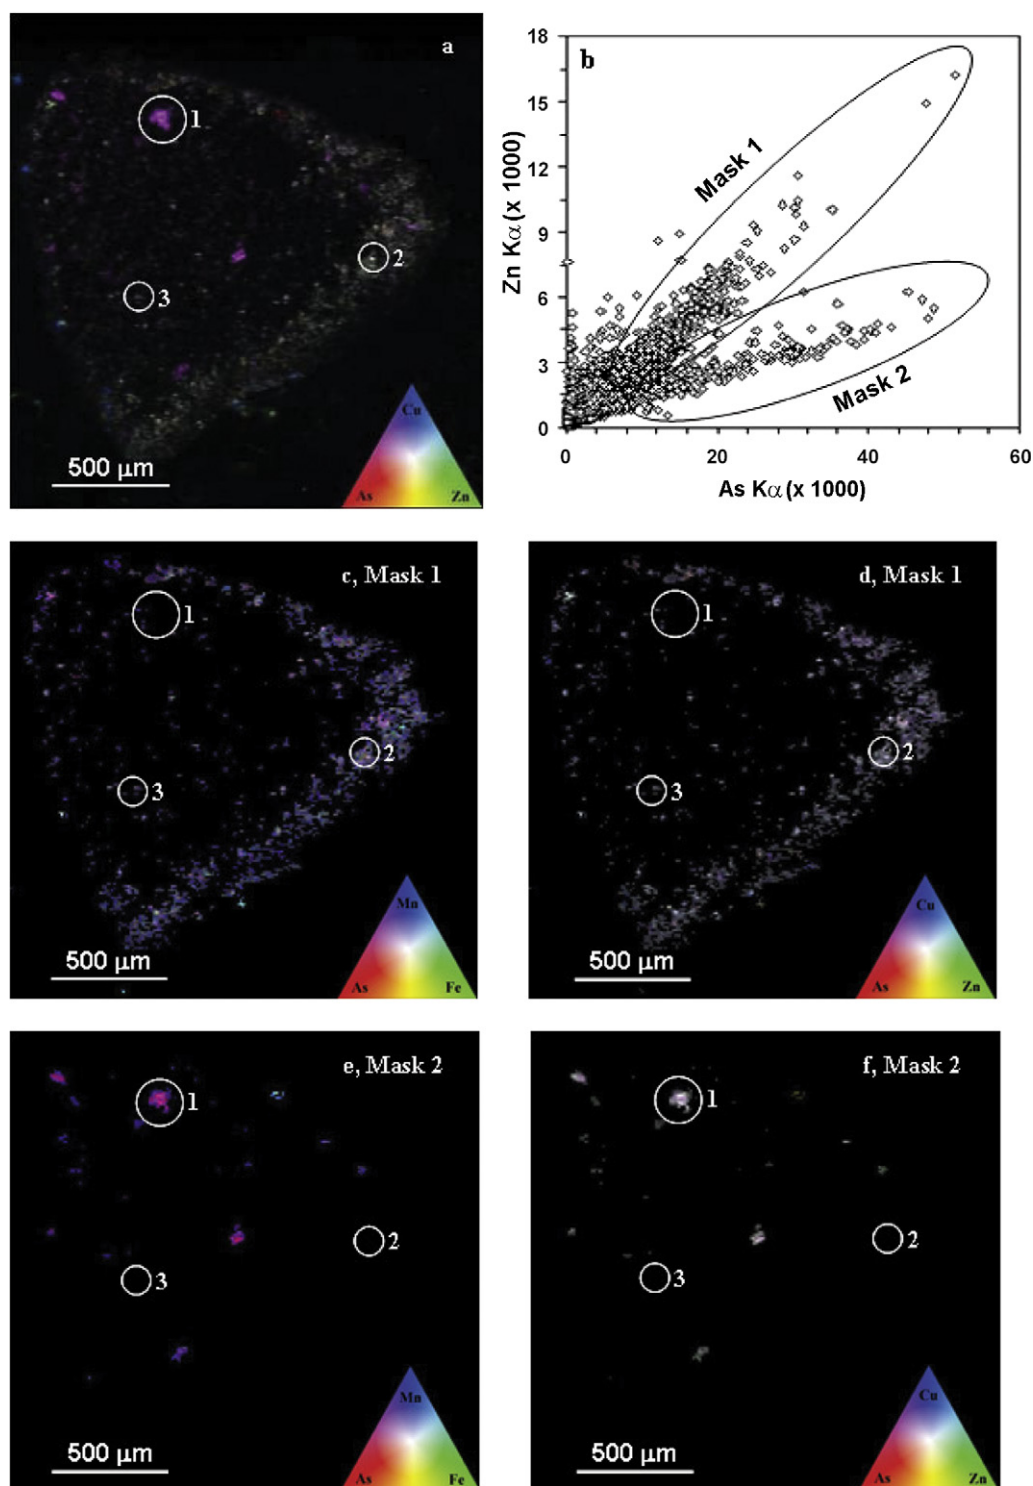 a
1
2
3
500 μm
Cu
As
Zn
b
Zn Kα (x 1000)
18
15
12
9
6
3
0
Mask 1
Mask 2
0
20
40
60
As Kα (x 1000)
c, Mask 1
1
2
3
500 μm
Mn
As
Fe
d, Mask 1
1
2
3
500 μm
Cu
As
Zn
e, Mask 2
1
2
3
500 μm
Mn
As
Fe
f, Mask 2
1
2
3
500 μm
Cu
As
Zn